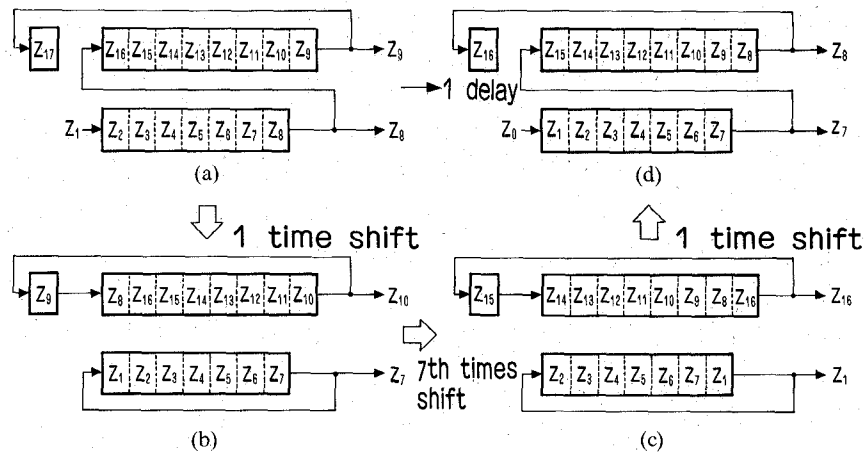 Z17 Z16 Z15 Z14 Z13 Z12 Z11 Z10 Z9 Z9
Z1 Z2 Z3 Z4 Z5 Z6 Z7 Z8 Z8
(a)
1 delay
Z16 Z15 Z14 Z13 Z12 Z11 Z10 Z9 Z8 Z8
Z0 Z1 Z2 Z3 Z4 Z5 Z6 Z7 Z7
(d)
1 time shift
1 time shift
Z9 Z8 Z16 Z15 Z14 Z13 Z12 Z11 Z10 Z10
Z1 Z2 Z3 Z4 Z5 Z6 Z7 Z7
(b)
7th times
shift
Z15 Z14 Z13 Z12 Z11 Z10 Z9 Z8 Z16 Z16
Z2 Z3 Z4 Z5 Z6 Z7 Z1 Z1
(c)